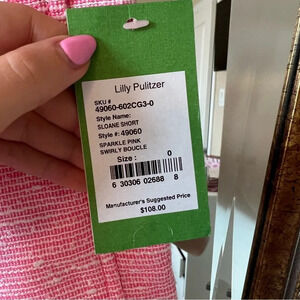 Lilly Pulitzer
SKU #
49060-602CG3-0
Style Name:
SLOANE SHORT
Style #: 49060
SPARKLE PINK
SWIRLY BOUCLE
Size : 0
6 30306 02688 8
Manufacturer's Suggested Price
$108.00